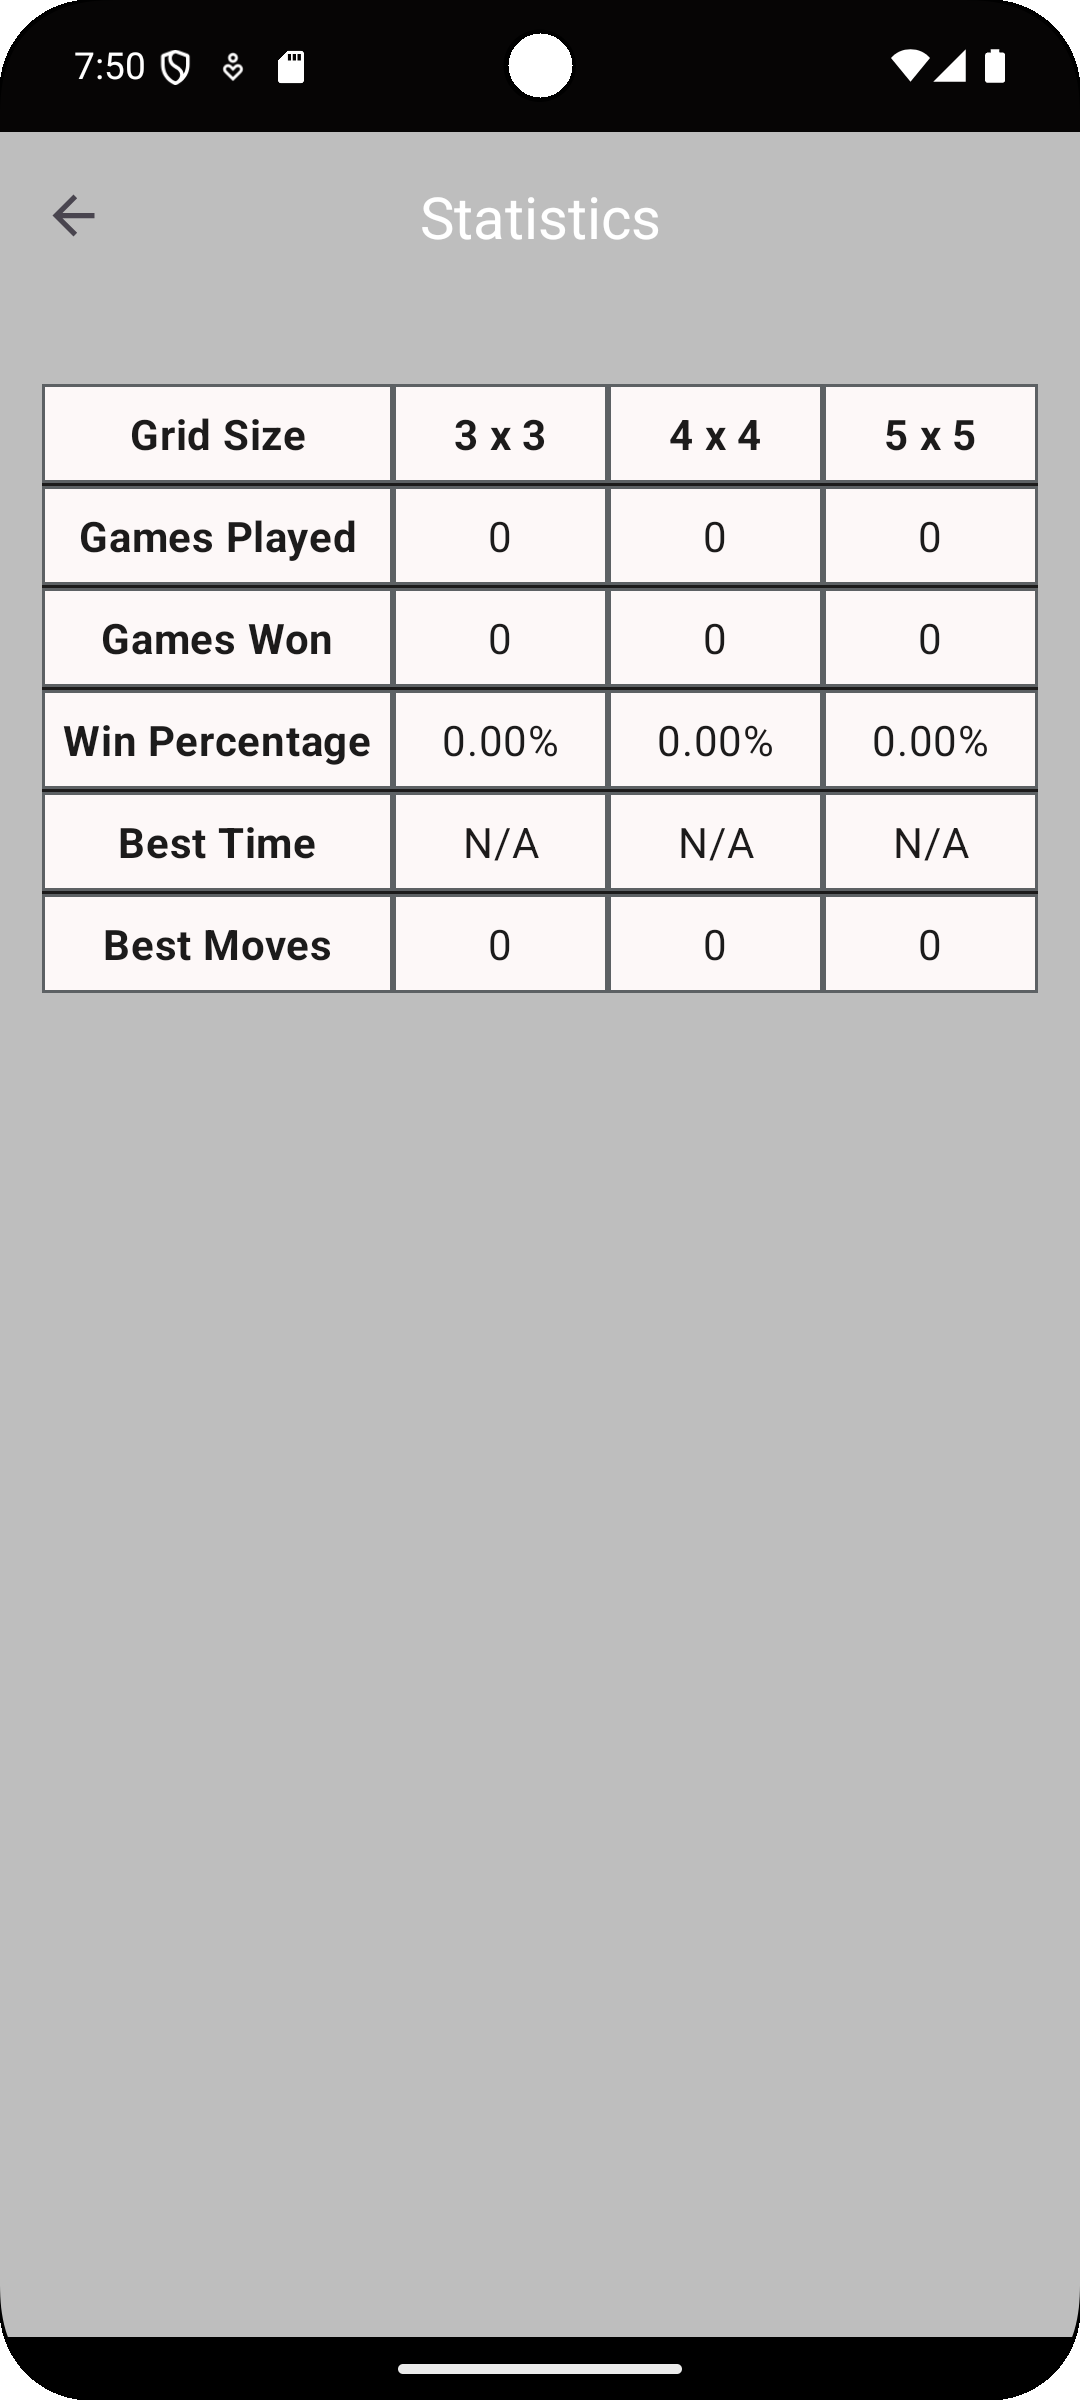 7:50
Statistics
Grid Size 3 x 3 4 x 4 5 x 5
Games Played 0 0 0
Games Won 0 0 0
Win Percentage 0.00% 0.00% 0.00%
Best Time N/A N/A N/A
Best Moves 0 0 0